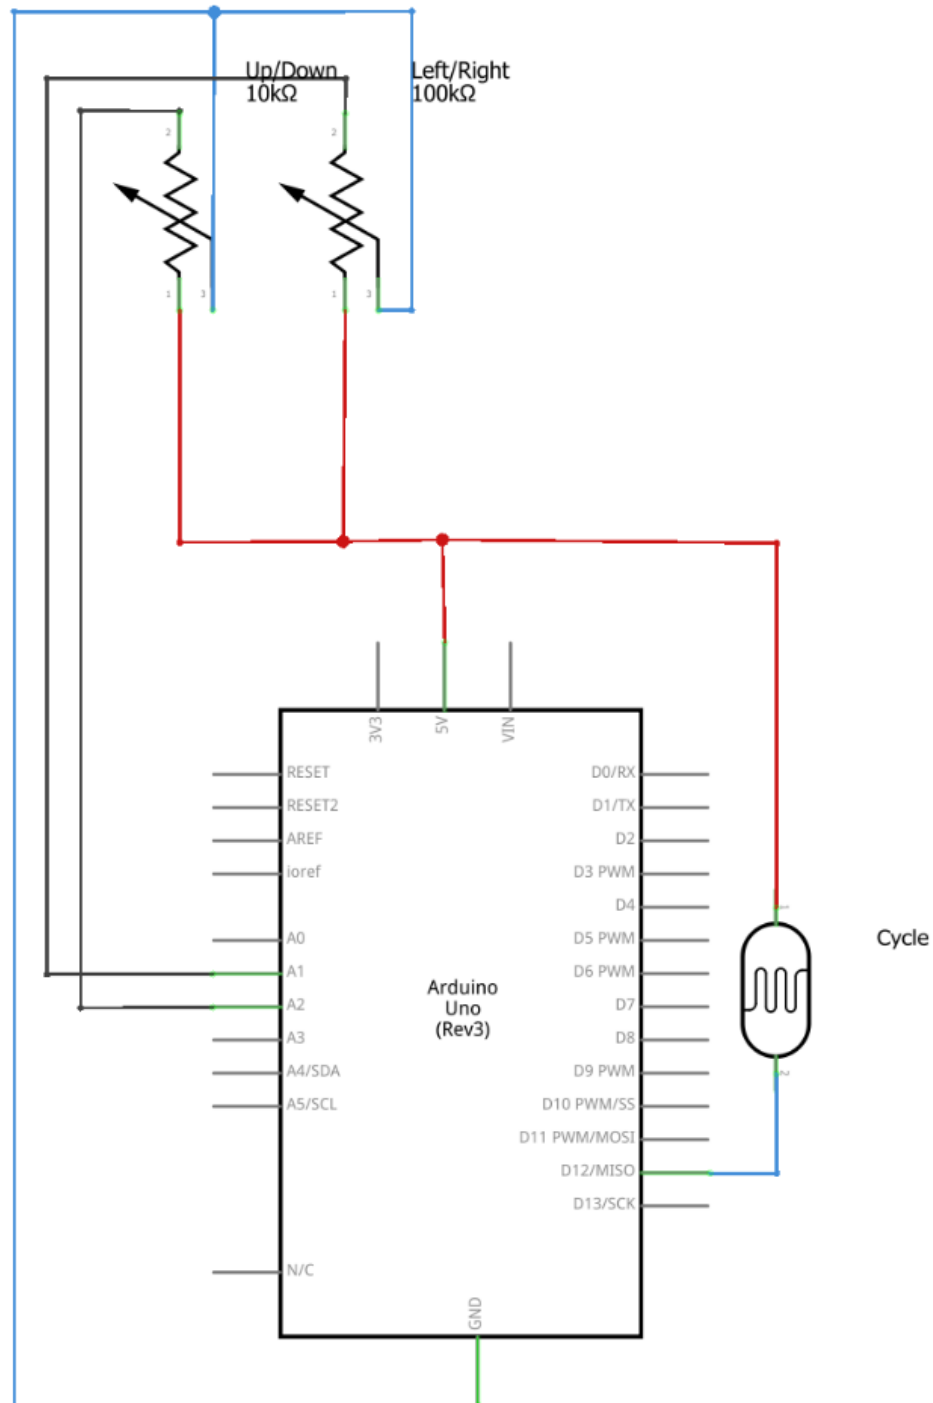 Up/Down
10kΩ
Left/Right
100kΩ
2
2
1
3
1
3
3V3
5V
VIN
RESET
RESET2
AREF
ioref
A0
A1
A2
A3
A4/SDA
A5/SCL
N/C
Arduino
Uno
(Rev3)
D0/RX
D1/TX
D2
D3 PWM
D4
D5 PWM
D6 PWM
D7
D8
D9 PWM
D10 PWM/SS
D11 PWM/MOSI
D12/MISO
D13/SCK
GND
1
Cycle
2